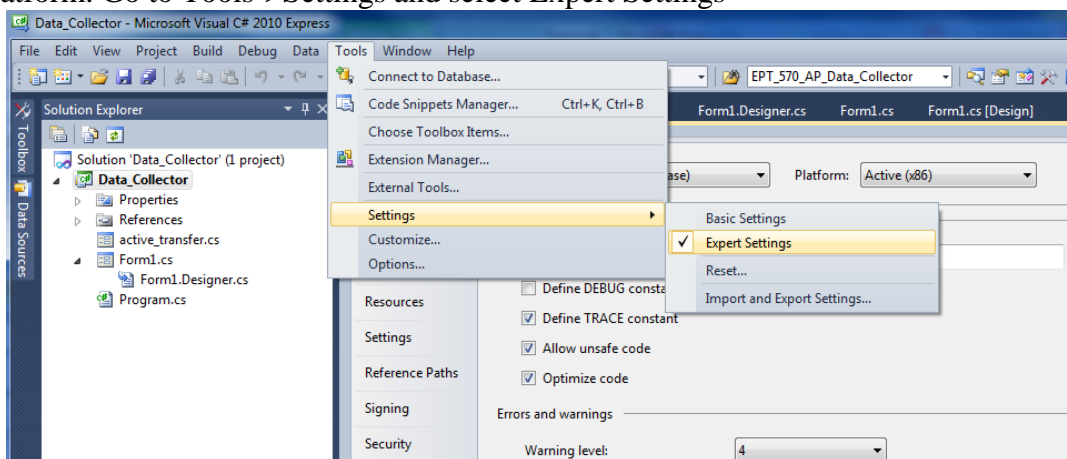 atform. Go to Tools > Settings and select Expert Settings
Data_Collector - Microsoft Visual C# 2010 Express
File Edit View Project Build Debug Data Tools Window Help
Connect to Database...
EPT_570_AP_Data_Collector
Solution Explorer
Code Snippets Manager... Ctrl+K, Ctrl+B
Form1.Designer.cs Form1.cs Form1.cs [Design]
Toolbox
Data Sources
Choose Toolbox Items...
Solution 'Data_Collector' (1 project)
Extension Manager...
Data_Collector
ase) Platform: Active (x86)
Properties
External Tools...
References
Settings
Basic Settings
active_transfer.cs
Customize...
Expert Settings
Form1.cs
Options...
Reset...
Form1.Designer.cs
Define DEBUG consta
Import and Export Settings...
Program.cs
Resources
Define TRACE constant
Settings
Allow unsafe code
Reference Paths
Optimize code
Signing
Errors and warnings
Security
Warning level: 4